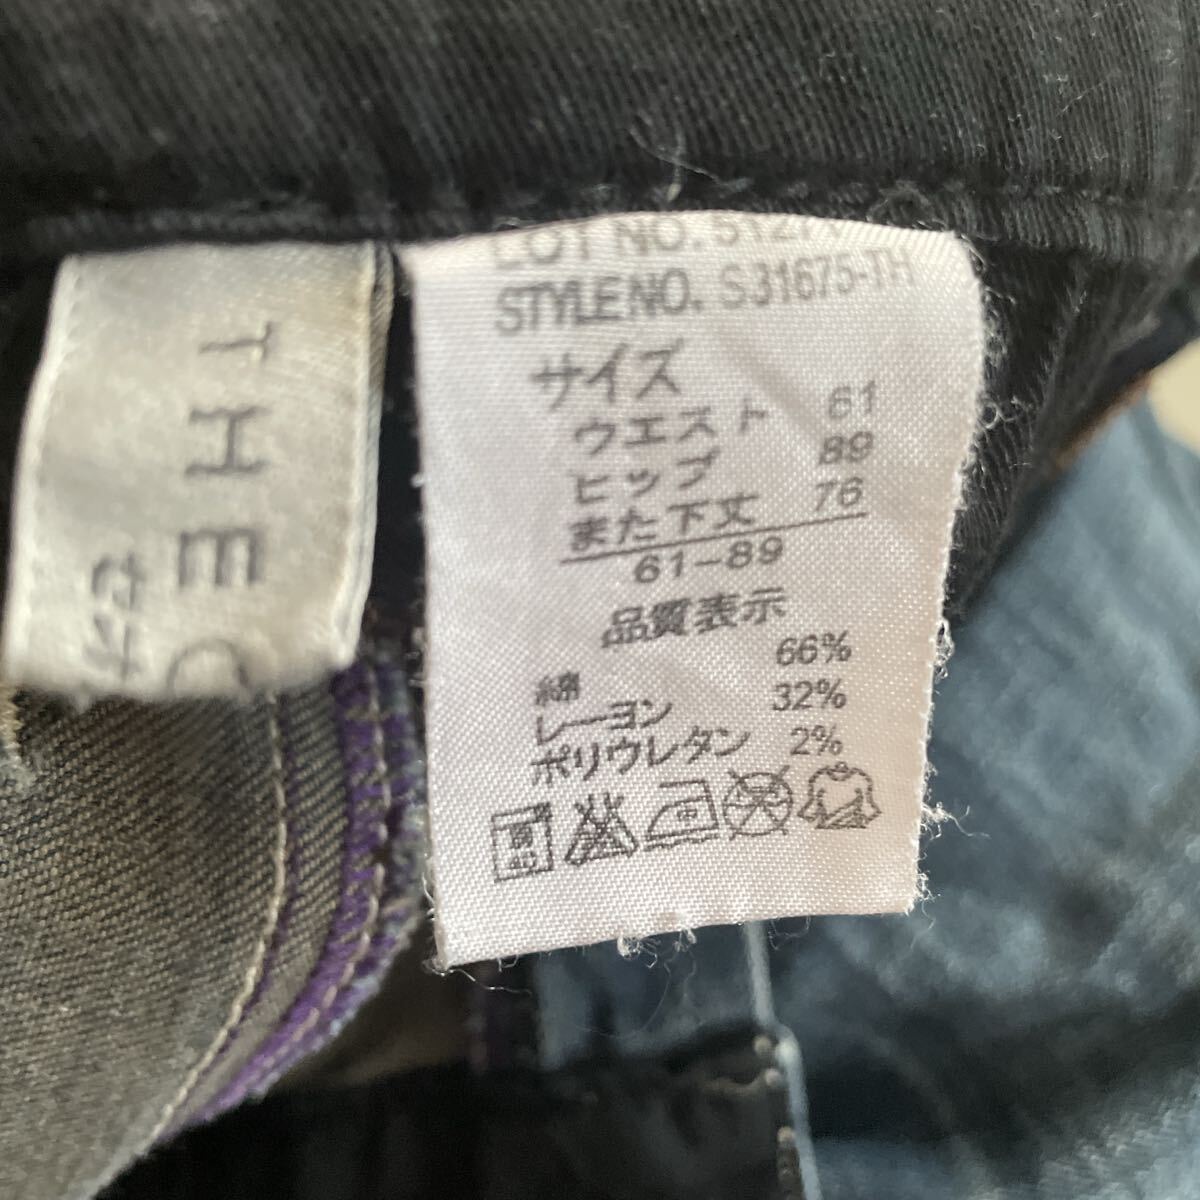 THE
LOT NO.
STYLE NO. S31675-TH
サイズ
ウエスト 61
ヒップ 89
また下丈 76
61-89
品質表示
綿 66%
レーヨン 32%
ポリウレタン 2%